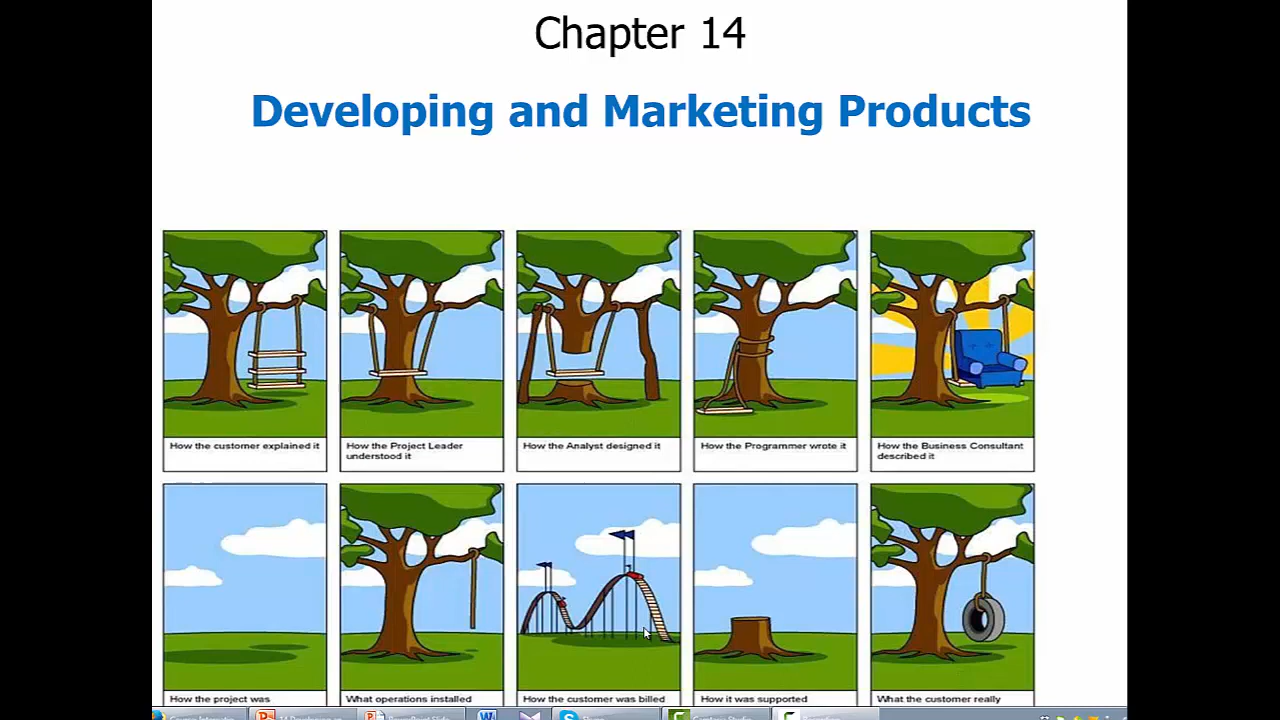 Chapter 14
Developing and Marketing Products
How the customer explained it
How the Project Leader
understood it
How the Analyst designed it
How the Programmer wrote it
How the Business Consultant
described it
How the project was
What operations installed
How the customer was billed
How it was supported
What the customer really